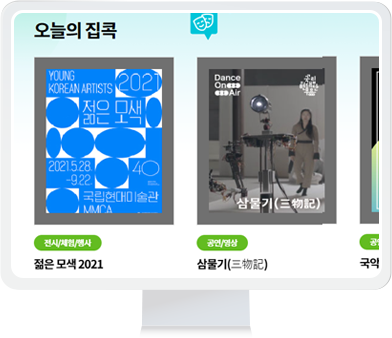 오늘의 집콕
YOUNG
KOREAN ARTISTS
2021
젊은 모색
2021.5.28.
~9.22.
40
국립현대미술관
MMCA
전시/체험/행사
젊은 모색 2021
Dance
On
Air
삼물기(三物記)
공연/영상
삼물기(三物記)
국악